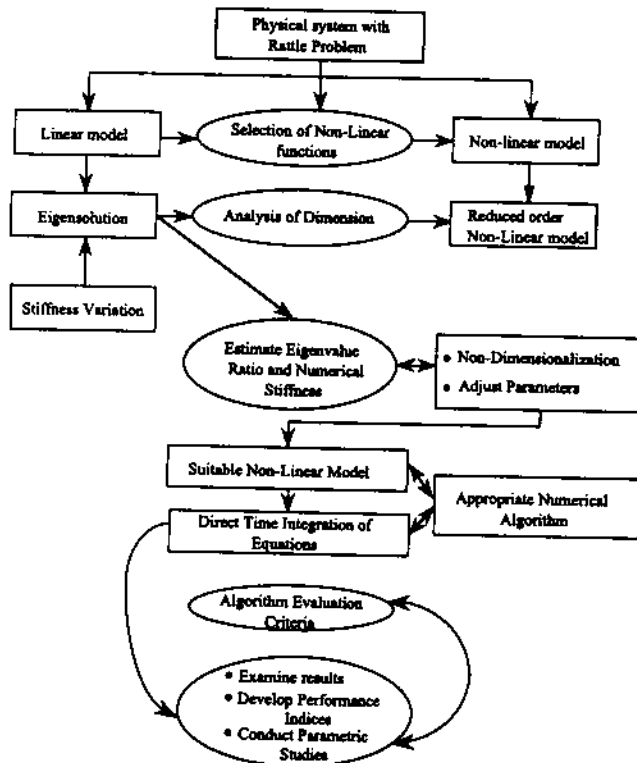 Physical system with
Rattle Problem
Linear model
Selection of Non-Linear
functions
Non-linear model
Eigensolution
Analysis of Dimension
Reduced order
Non-Linear model
Stiffness Variation
Estimate Eigenvalue
Ratio and Numerical
Stiffness
• Non-Dimensionalization
• Adjust Parameters
Suitable Non-Linear Model
Appropriate Numerical
Algorithm
Direct Time Integration of
Equations
Algorithm Evaluation
Criteria
• Examine results
• Develop Performance
Indices
• Conduct Parametric
Studies